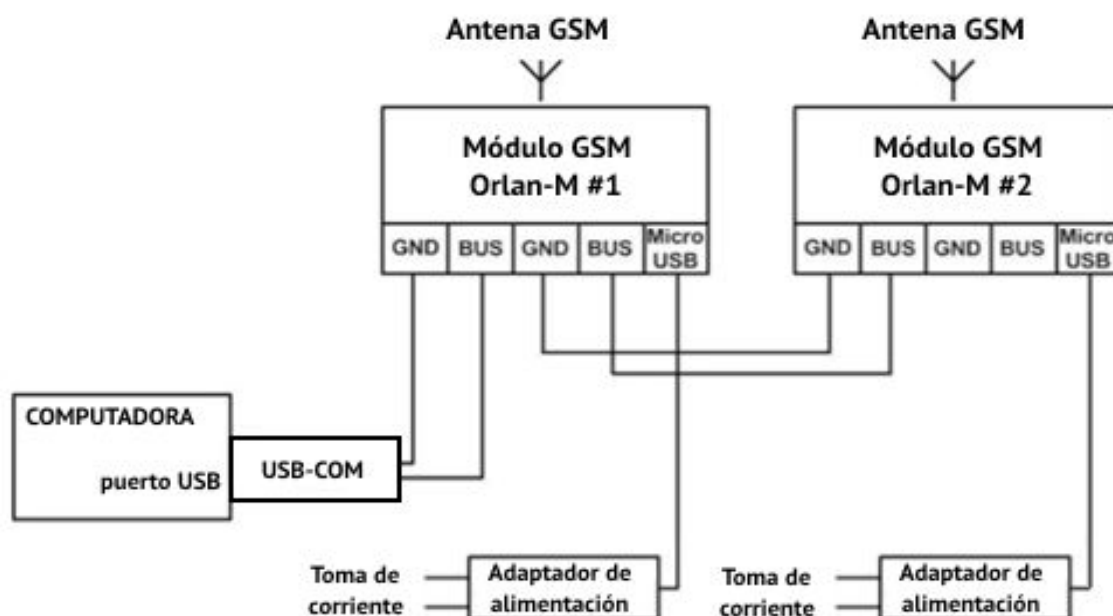 Antena GSM
Antena GSM
Módulo GSM
Orlan-M #1
Módulo GSM
Orlan-M #2
GND BUS GND BUS Micro USB
GND BUS GND BUS Micro USB
COMPUTADORA
puerto USB
USB-COM
Toma de
corriente
Adaptador de
alimentación
Toma de
corriente
Adaptador de
alimentación